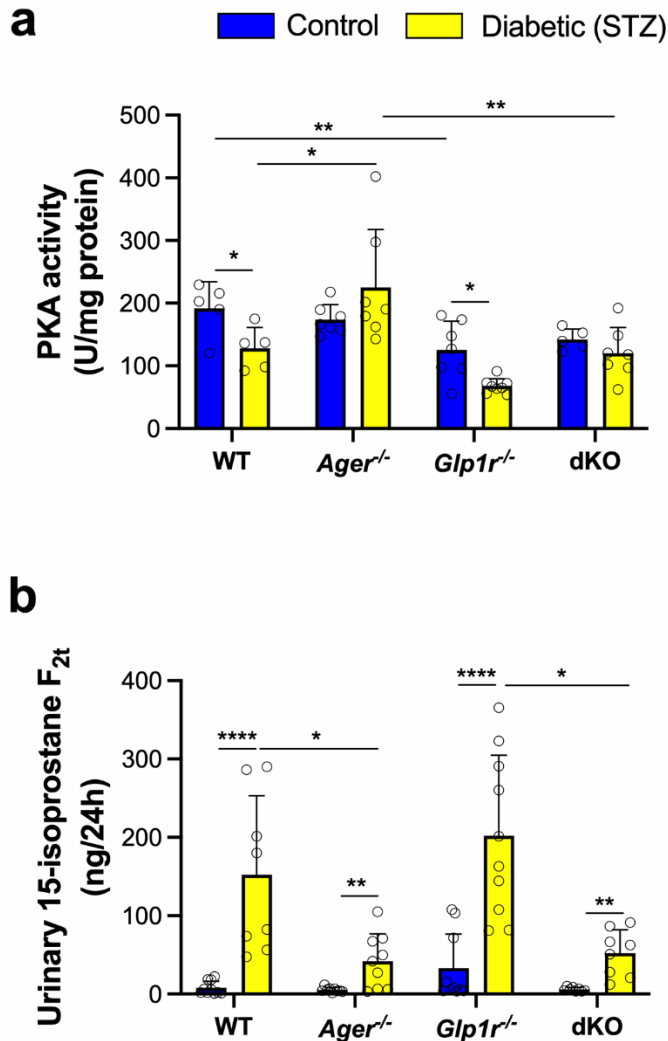 a
Control
Diabetic (STZ)
PKA activity
(U/mg protein)
500
400
300
200
100
0
**
*
**
*
*
WT
Ager-/-
Glp1r-/-
dKO
b
Urinary 15-isoprostane F2t
(ng/24h)
400
300
200
100
0
****
*
**
****
*
**
WT
Ager-/-
Glp1r-/-
dKO